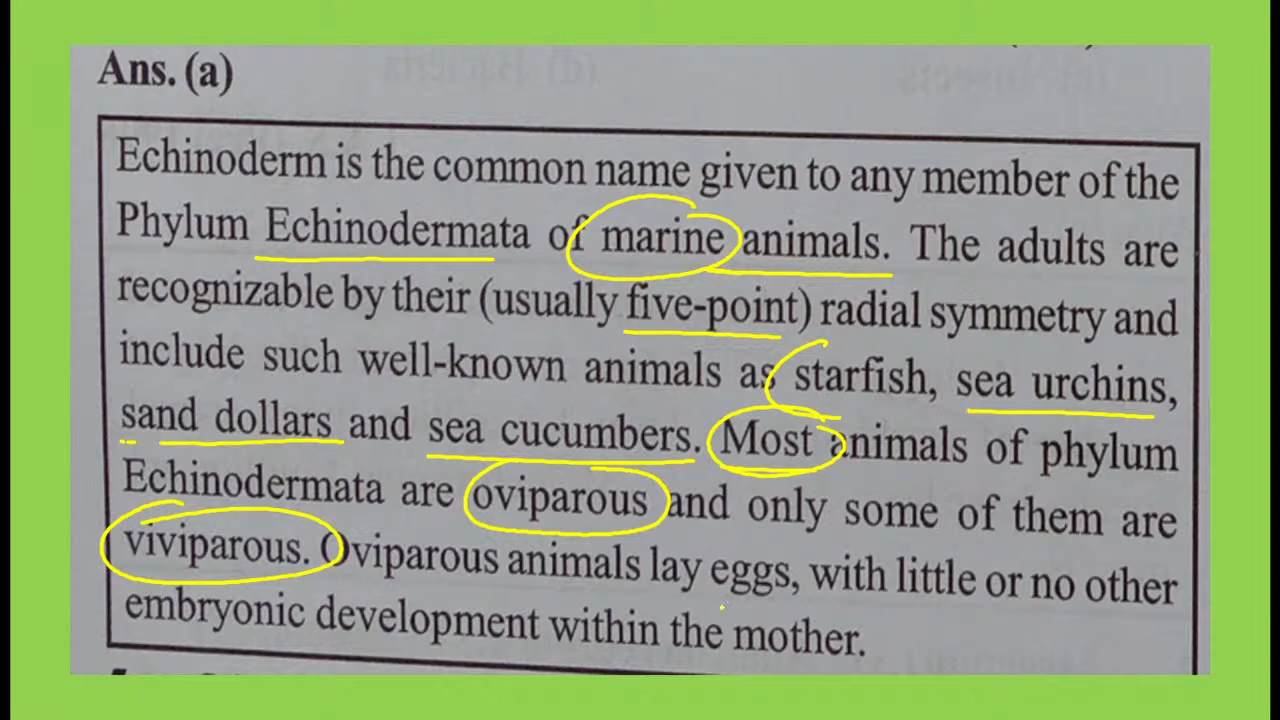 Ans. (a)
Echinoderm is the common name given to any member of the
Phylum Echinodermata of marine animals. The adults are
recognizable by their (usually five-point) radial symmetry and
include such well-known animals as starfish, sea urchins,
sand dollars and sea cucumbers. Most animals of phylum
Echinodermata are oviparous and only some of them are
viviparous. Oviparous animals lay eggs, with little or no other
embryonic development within the mother.